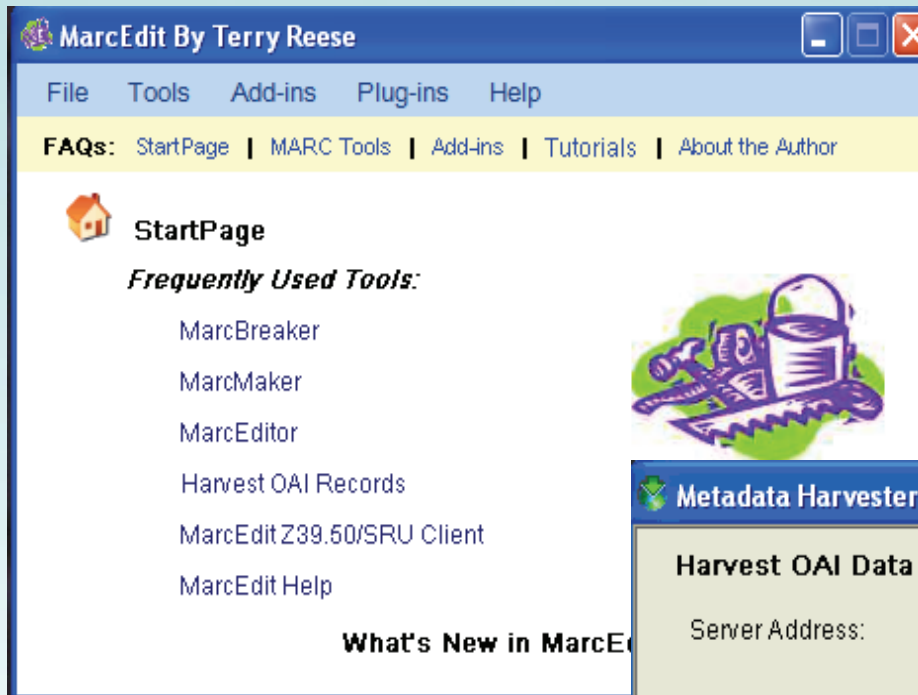 MarcEdit By Terry Reese
File Tools Add-ins Plug-ins Help
FAQs: StartPage | MARC Tools | Add-ins | Tutorials | About the Author
StartPage
Frequently Used Tools:
MarcBreaker
MarcMaker
MarcEditor
Harvest OAI Records
MarcEdit Z39.50/SRU Client
MarcEdit Help
What's New in MarcE
Metadata Harvester
Harvest OAI Data
Server Address: